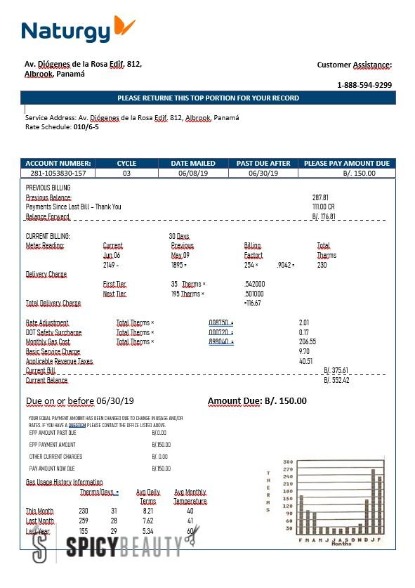 Naturgy
Av. Diógenes de la Rosa Edif, 812,
Albrook, Panamá
Customer Assistance:
1-888-594-9299
PLEASE RETURNE THIS TOP PORTION FOR YOUR RECORD
Service Address: Av. Diógenes de la Rosa Edif, 812, Albrook, Panamá
Rate Schedule: 010/6-5
ACCOUNT NUMBER: CYCLE DATE MAILED PAST DUE AFTER PLEASE PAY AMOUNT DUE
281-1053830-157 03 06/08/19 06/30/19 B/. 150.00
PREVIOUS BILLING
Previous Balance 287.81
Payments Since Last Bill – Thank You 111.00 CR
Balance Forward B/. 176.81
CURRENT BILLING: 30 Days
Meter Reading: Current Previous Billing Total
Jun 06 May 09 Factort Therms
2149 - 1895 = 254 × .9042 = 230
Delivery Charge
First Tier 35 Therms × .542000
Next Tier 195 Therms × .501000
Total Delivery Charge =116.67
Rate Adjustment Total Therms × .008750 = 2.01
DOT Safety Surcharge Total Therms × .000720 = 0.17
Monthly Gas Cost Total Therms × .898040 = 206.55
Basic Service Charge 9.70
Applicable Revenue Taxes 40.51
Current Bill B/. 375.61
Current Balance B/. 552.42
Due on or before 06/30/19 Amount Due: B/. 150.00
YOUR EQUAL PAYMENT AMOUNT HAS BEEN CHANGED DUE TO CHANGE IN USAGE AND/OR
RATES. IF YOU HAVE A QUESTION PLEASE CONTACT THE OFFICE LISTED ABOVE.
EPP AMOUNT PAST DUE B/.0.00
EPP PAYMENT AMOUNT B/.150.00
OTHER CURRENT CHARGES B/. 0.00
PAY AMOUNT NOW DUE B/.150.00
Gas Usage History Information
Therms/Days = Avg Daily Avg Monthly
Terms Temperature
This Month 230 31 8.21 40
Last Month 259 28 7.62 41
Last Year 155 29 5.34 60
THERMS
300
270
240
210
180
150
120
90
60
30
F M A M J J A S O N D J F M
Months
SPICYBEAUTY